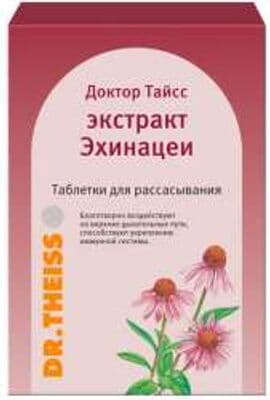 Доктор Тайсс
экстракт
Эхинацеи
Таблетки для рассасывания
Благотворно воздействует
на верхние дыхательные пути,
способствует укреплению
иммунной системы.
DR.THEISS